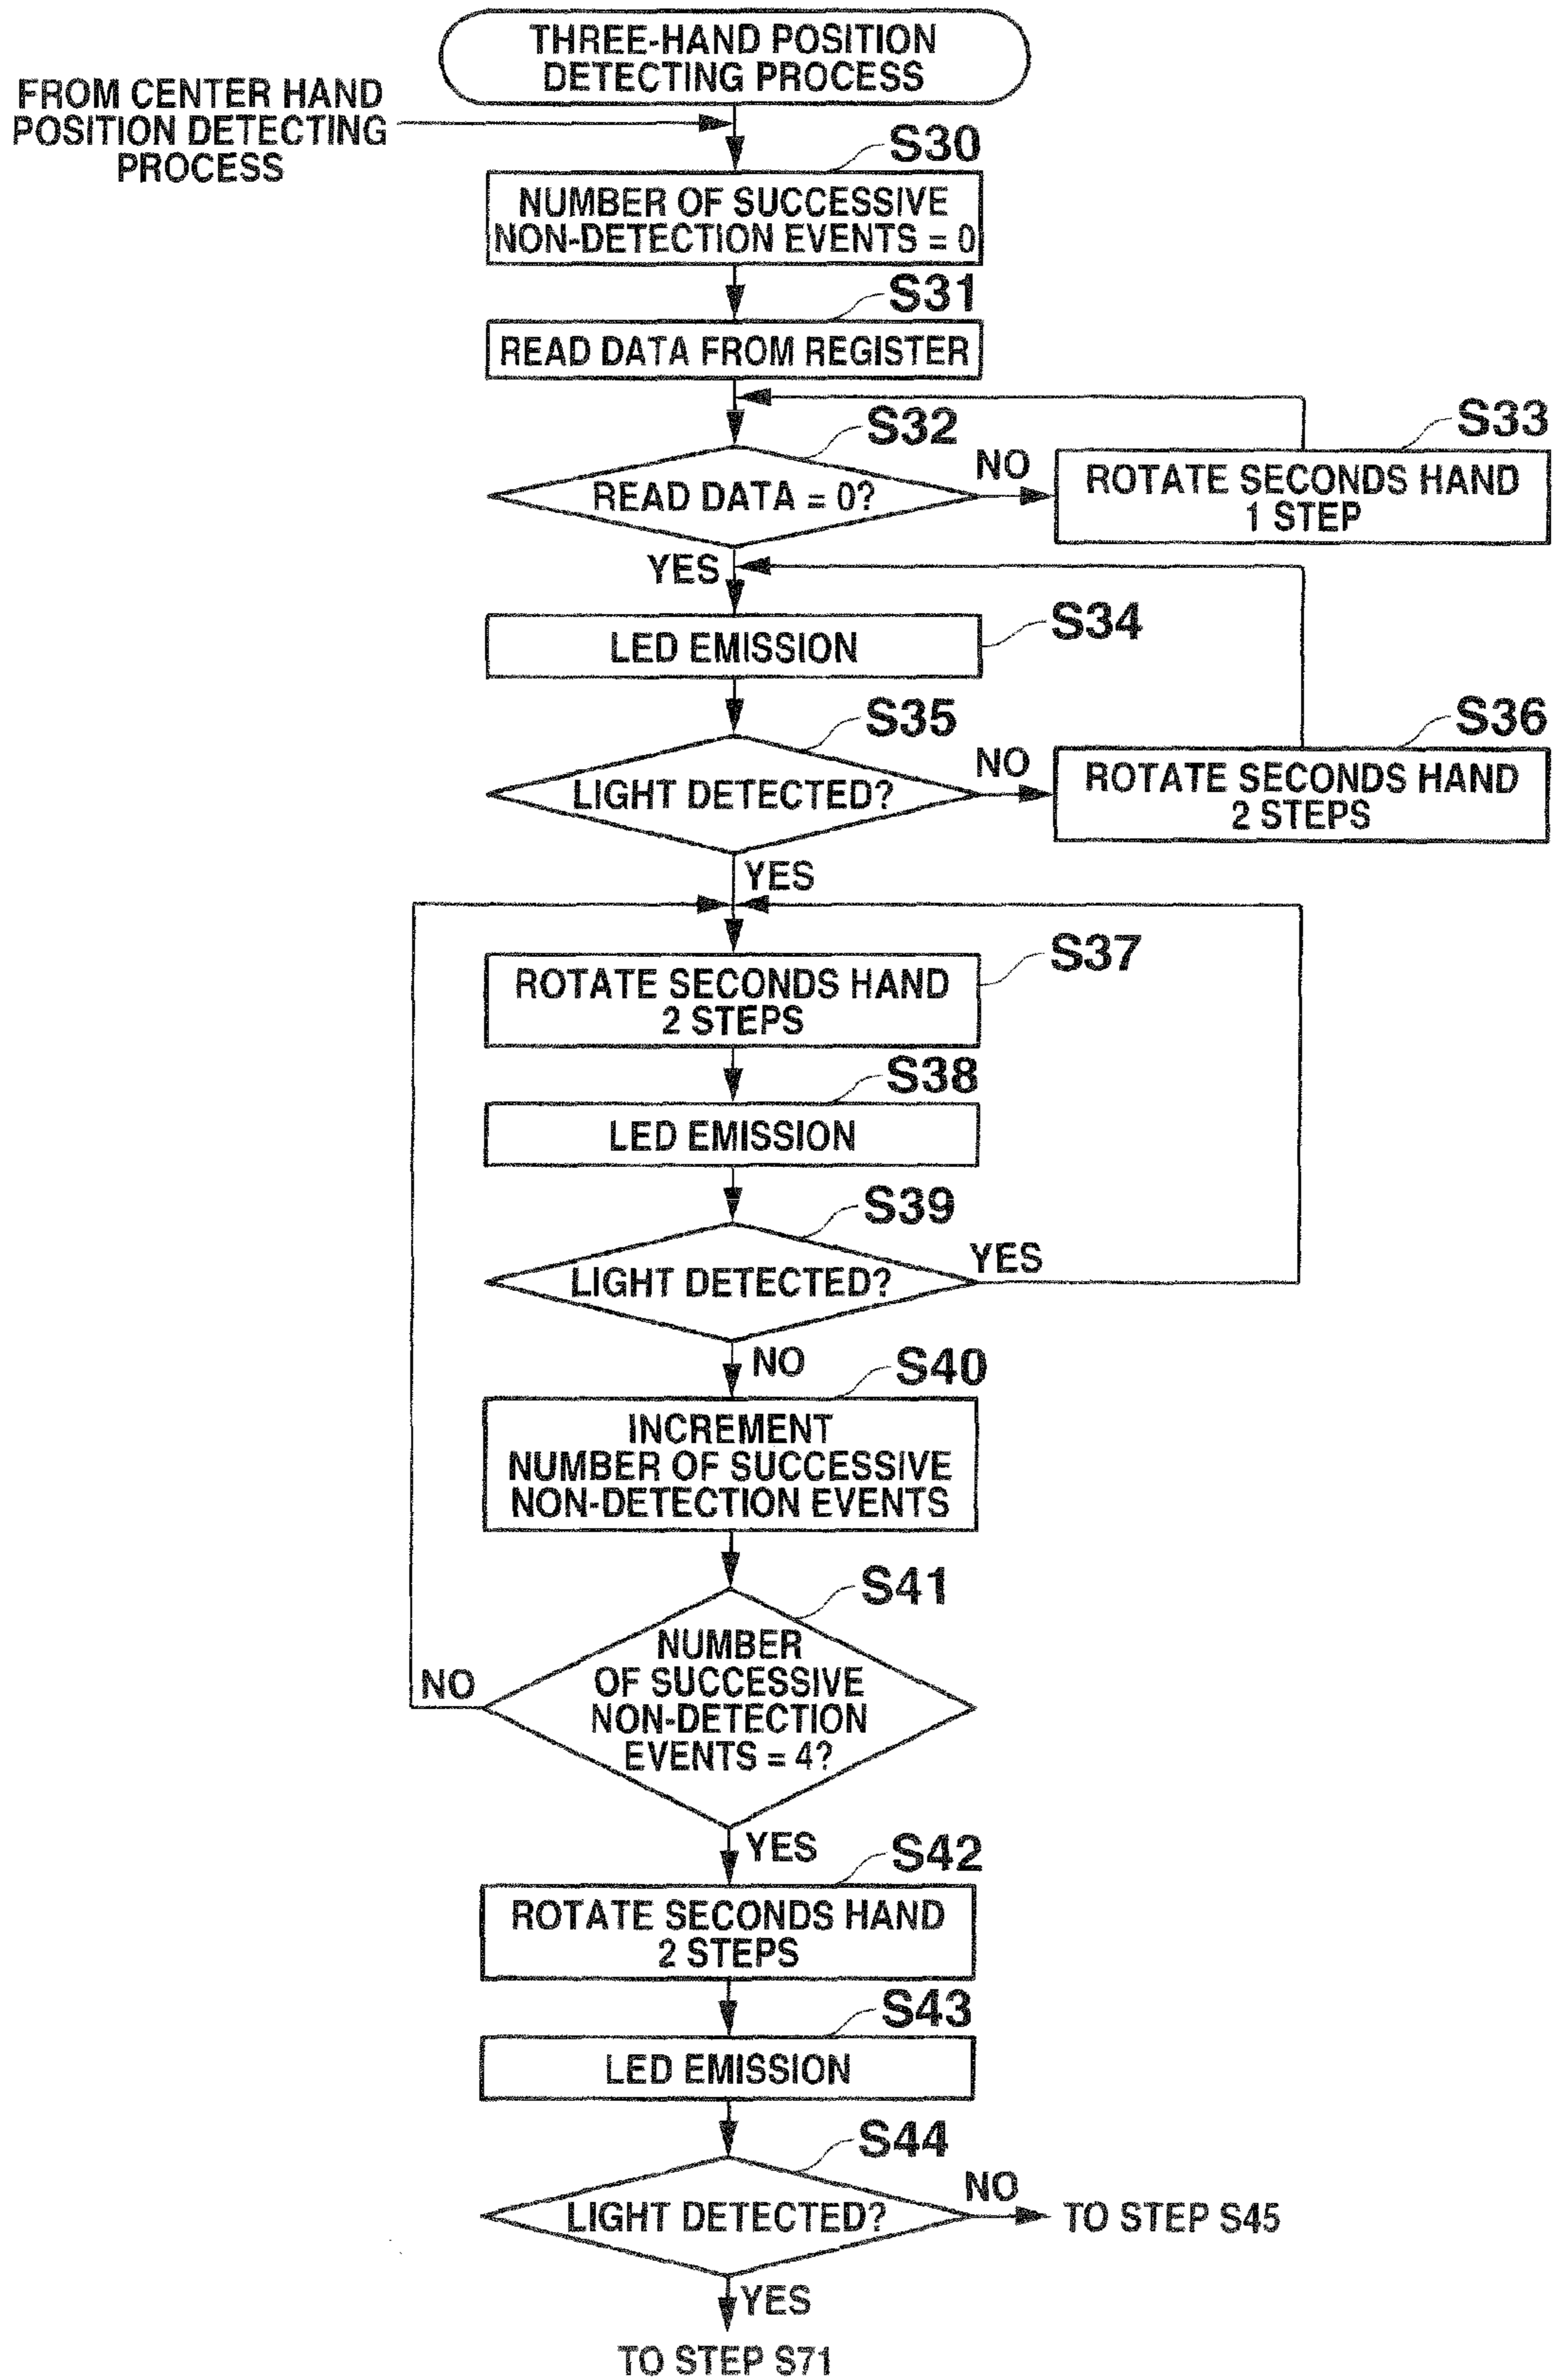 THREE-HAND POSITION
DETECTING PROCESS
FROM CENTER HAND
POSITION DETECTING
PROCESS
S30
NUMBER OF SUCCESSIVE
NON-DETECTION EVENTS = 0
S31
READ DATA FROM REGISTER
S32
READ DATA = 0?
NO
S33
ROTATE SECONDS HAND
1 STEP
YES
S34
LED EMISSION
S35
LIGHT DETECTED?
NO
S36
ROTATE SECONDS HAND
2 STEPS
YES
S37
ROTATE SECONDS HAND
2 STEPS
S38
LED EMISSION
S39
LIGHT DETECTED?
YES
NO
S40
INCREMENT
NUMBER OF SUCCESSIVE
NON-DETECTION EVENTS
S41
NUMBER
OF SUCCESSIVE
NON-DETECTION
EVENTS = 4?
NO
YES
S42
ROTATE SECONDS HAND
2 STEPS
S43
LED EMISSION
S44
LIGHT DETECTED?
NO
TO STEP S45
YES
TO STEP S71